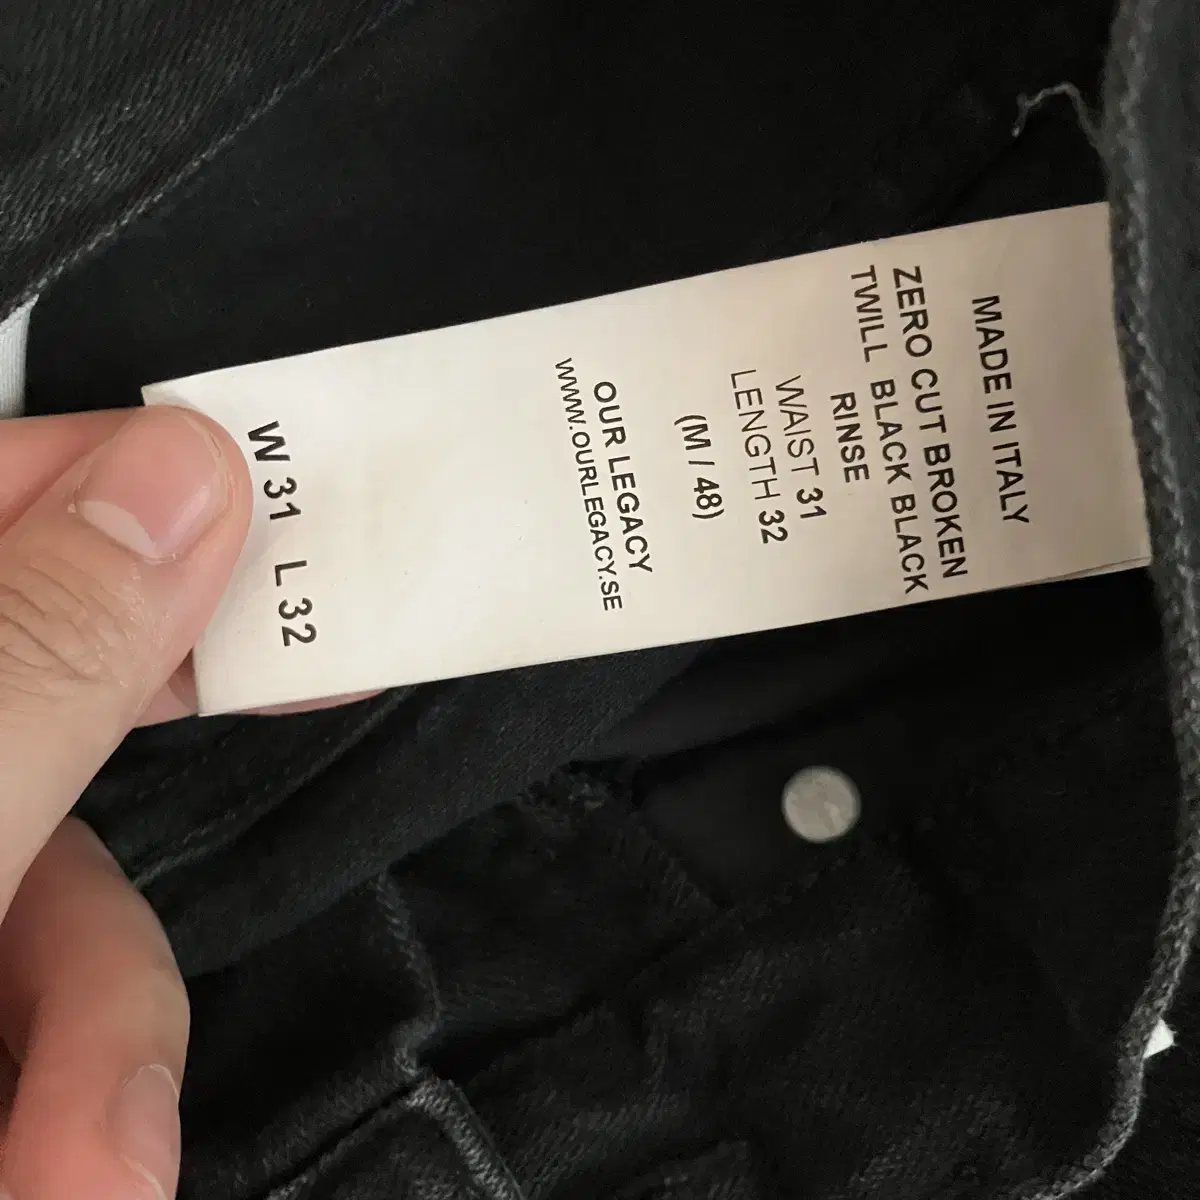 MADE IN ITALY
ZERO CUT BROKEN
TWILL BLACK BLACK
RINSE
WAIST 31
LENGTH 32
(M / 48)
OUR LEGACY
WWW.OURLEGACY.SE
W 31 L 32